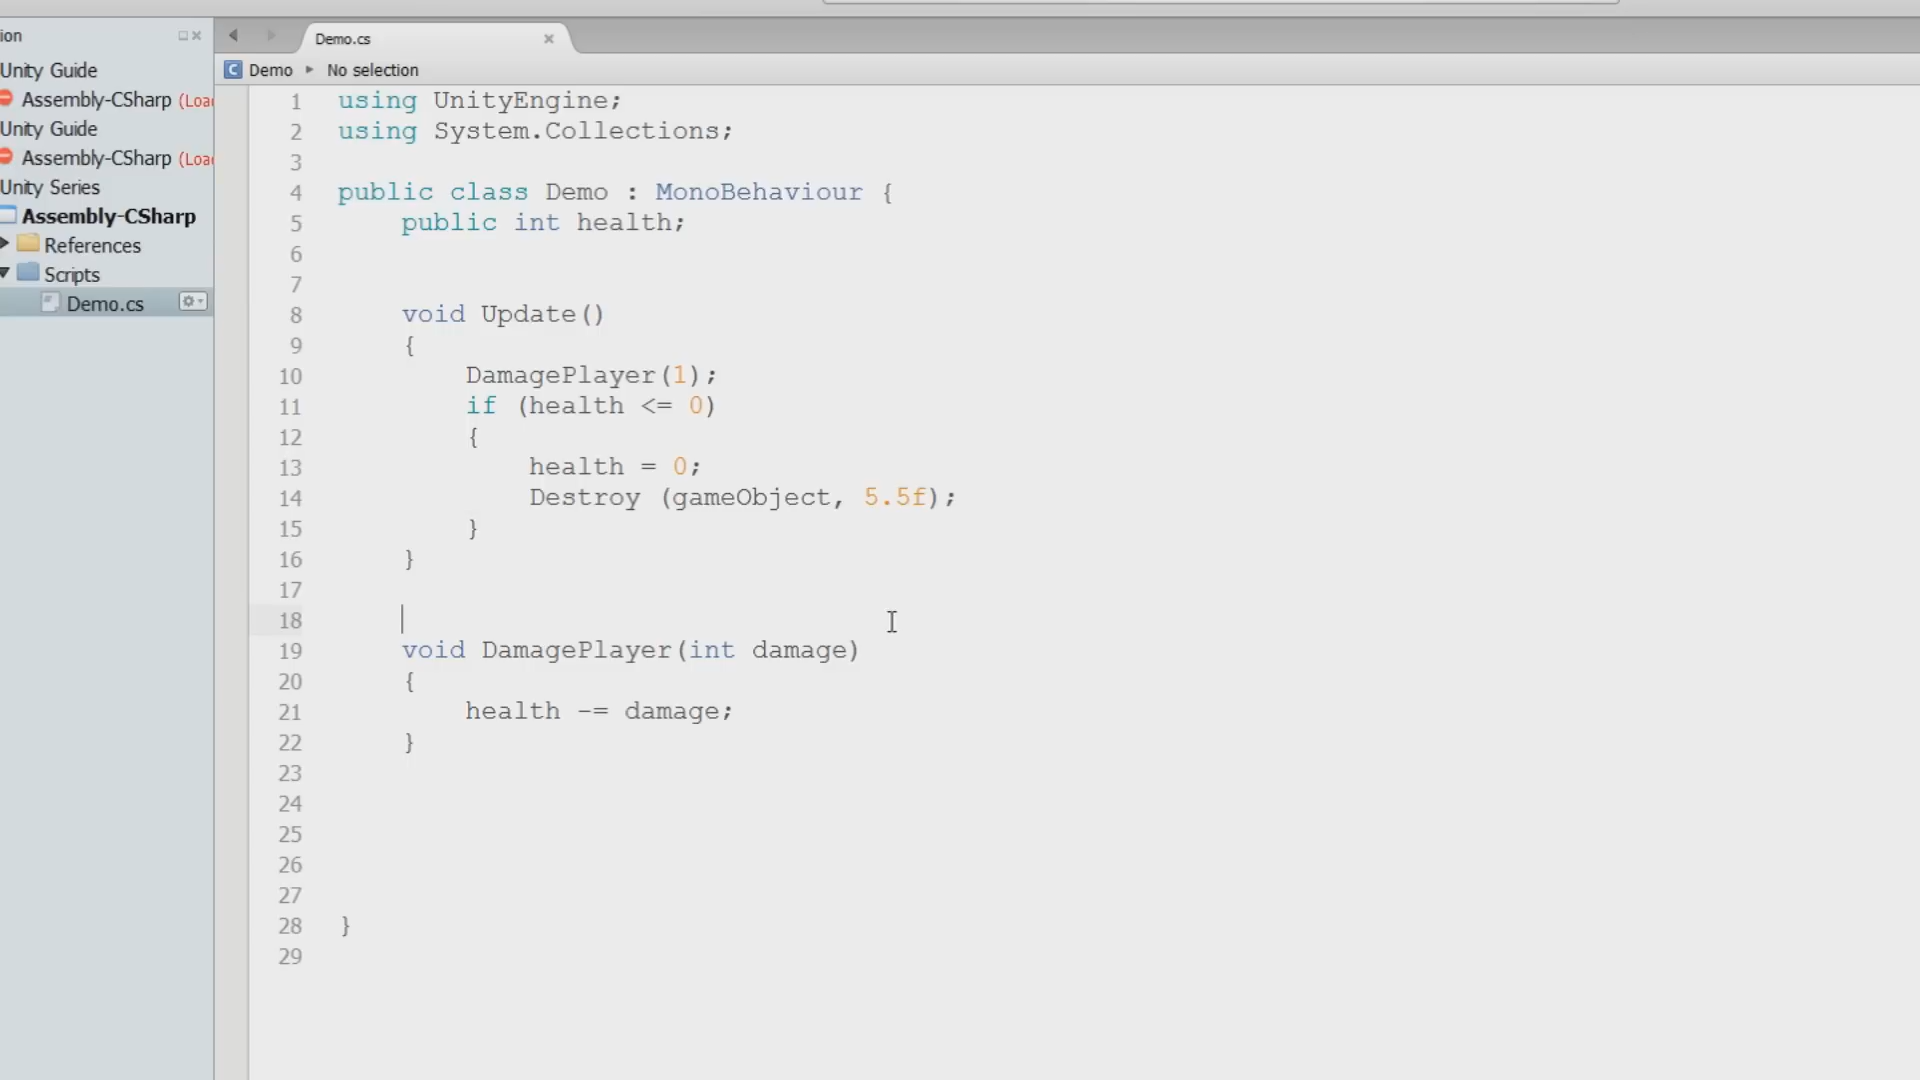 ion
Unity Guide
Assembly-CSharp (Loa
Unity Guide
Assembly-CSharp (Loa
Unity Series
Assembly-CSharp
References
Scripts
Demo.cs
Demo.cs
C Demo No selection
1 using UnityEngine;
2 using System.Collections;
3
4 public class Demo : MonoBehaviour {
5 public int health;
6
7
8 void Update()
9 {
10 DamagePlayer(1);
11 if (health <= 0)
12 {
13 health = 0;
14 Destroy (gameObject, 5.5f);
15 }
16 }
17
18
19 void DamagePlayer(int damage)
20 {
21 health -= damage;
22 }
23
24
25
26
27
28 }
29